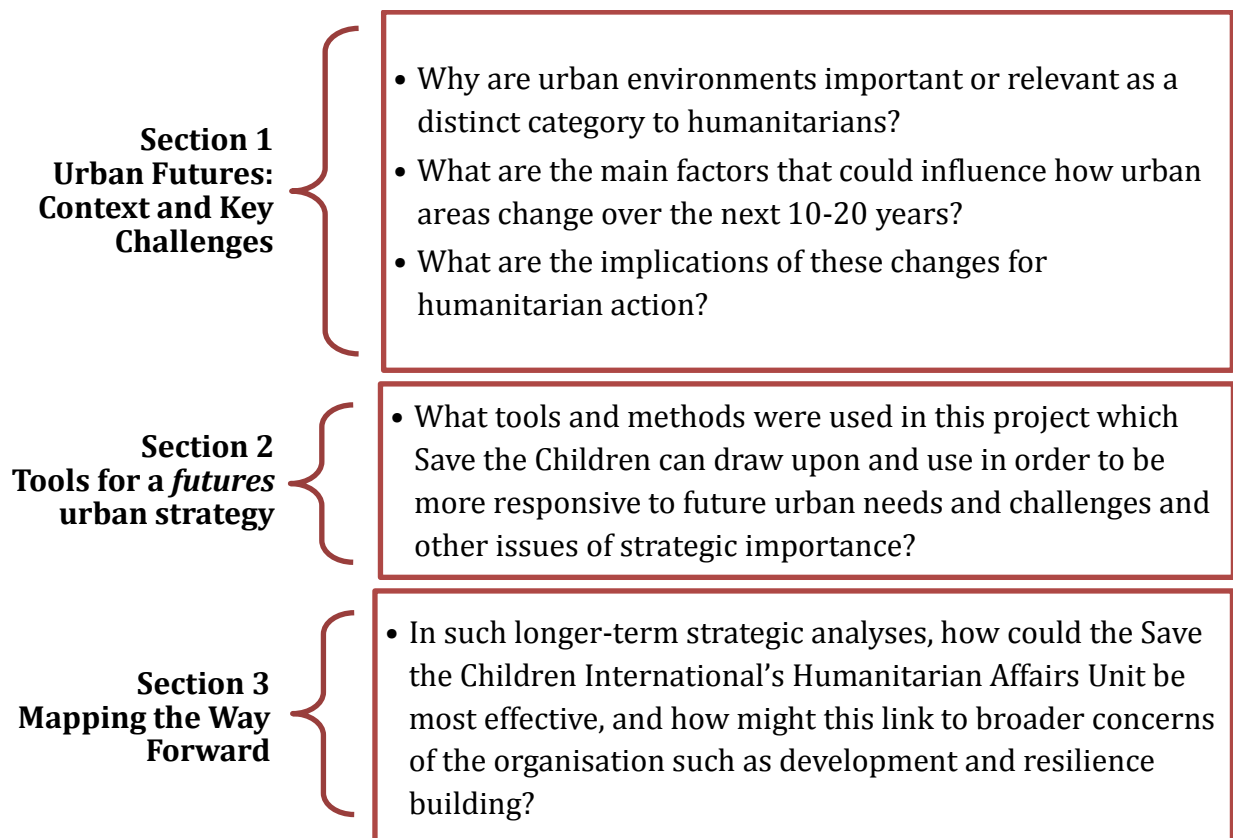 Section 1
Urban Futures:
Context and Key
Challenges
• Why are urban environments important or relevant as a
distinct category to humanitarians?
• What are the main factors that could influence how urban
areas change over the next 10-20 years?
• What are the implications of these changes for
humanitarian action?
Section 2
Tools for a futures
urban strategy
• What tools and methods were used in this project which
Save the Children can draw upon and use in order to be
more responsive to future urban needs and challenges and
other issues of strategic importance?
Section 3
Mapping the Way
Forward
• In such longer-term strategic analyses, how could the Save
the Children International's Humanitarian Affairs Unit be
most effective, and how might this link to broader concerns
of the organisation such as development and resilience
building?